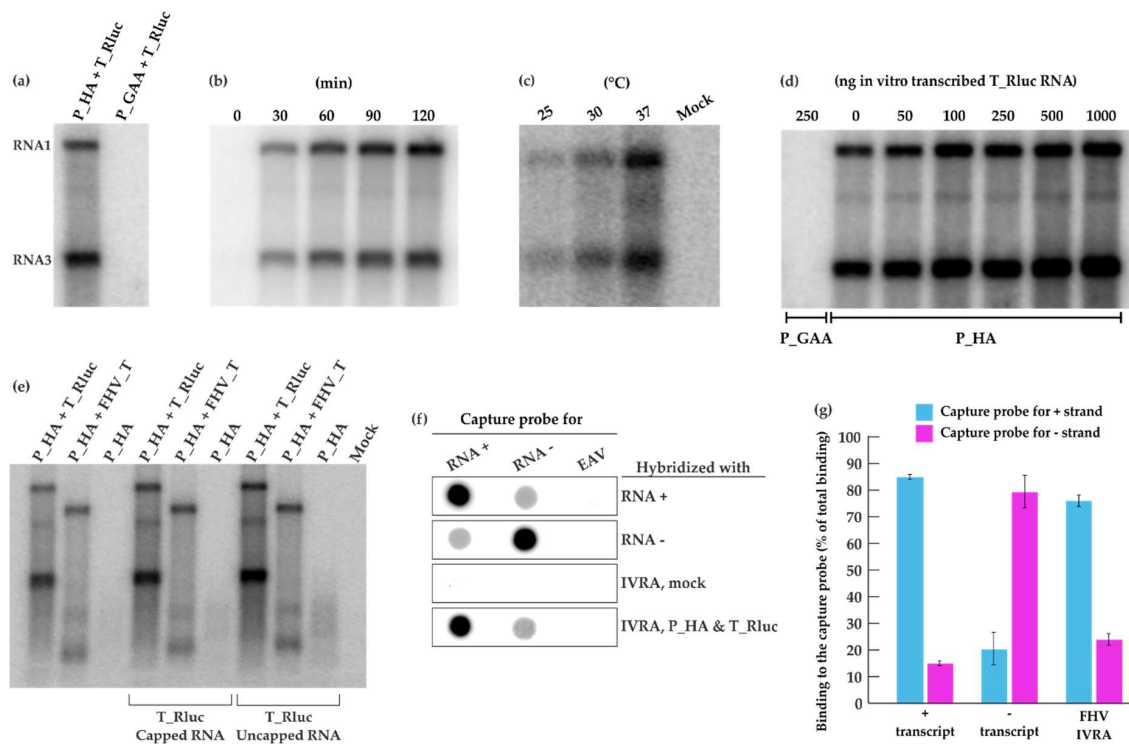 (a)
P_HA + T_Rluc
P_GAA + T_Rluc
RNA1
RNA3
(b)
(min)
0 30 60 90 120
(c)
(°C)
25 30 37 Mock
(d)
(ng in vitro transcribed T_Rluc RNA)
250 0 50 100 250 500 1000
P_GAA P_HA
(e)
P_HA + T_Rluc
P_HA + FHV_T
P_HA
P_HA + T_Rluc
P_HA + FHV_T
P_HA
P_HA + T_Rluc
P_HA + FHV_T
P_HA
Mock
T_Rluc
Capped RNA
T_Rluc
Uncapped RNA
(f)
Capture probe for
RNA + RNA - EAV
Hybridized with
RNA +
RNA -
IVRA, mock
IVRA, P_HA & T_Rluc
(g)
Capture probe for + strand
Capture probe for - strand
Binding to the capture probe (% of total binding)
100
90
80
70
60
50
40
30
20
10
0
+
transcript
-
transcript
FHV
IVRA